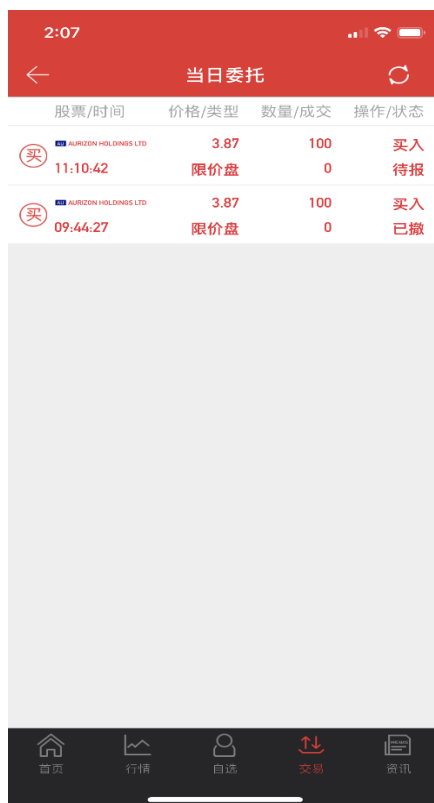 2:07
当日委托
股票/时间 价格/类型 数量/成交 操作/状态
买 AU AURIZON HOLDINGS LTD 3.87 100 买入
11:10:42 限价盘 0 待报
买 AU AURIZON HOLDINGS LTD 3.87 100 买入
09:44:27 限价盘 0 已撤
首页 行情 自选 交易 资讯